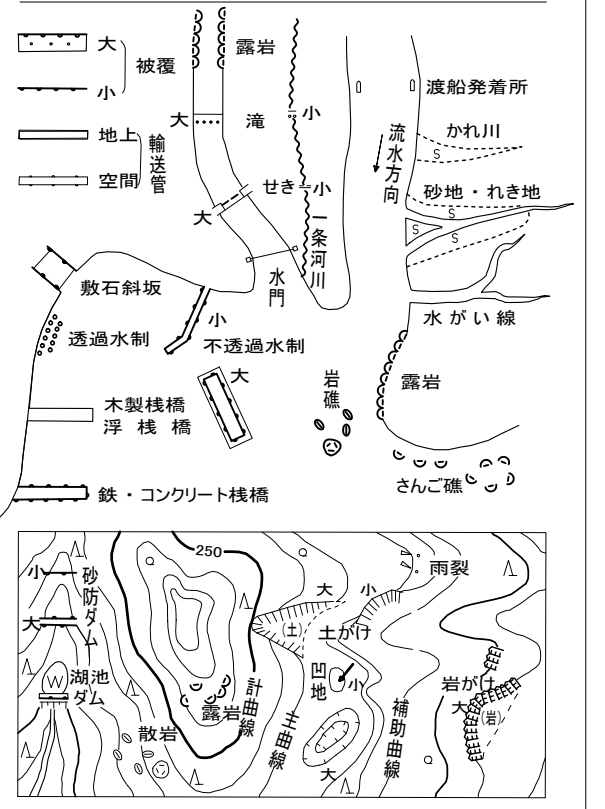 大
小
被覆
地上
空間
輸送管
露岩
大
滝
小
せき
小
大
一条河川
水門
渡船発着所
流水方向
かれ川
S
砂地・れき地
S
S
S
水がい線
露岩
さんご礁
敷石斜坂
透過水制
小
不透過水制
大
木製桟橋
浮桟橋
岩礁
鉄・コンクリート桟橋
250
小
砂防ダム
大
湖池
ダム
W
散岩
露岩
計曲線
主曲線
大
小
(土)
土がけ
凹地
小
大
補助曲線
雨裂
岩がけ
大
(岩)